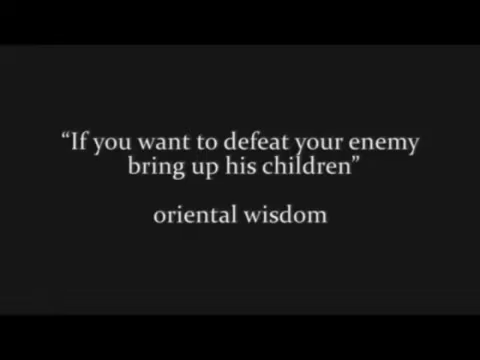 “If you want to defeat your enemy
bring up his children”
oriental wisdom